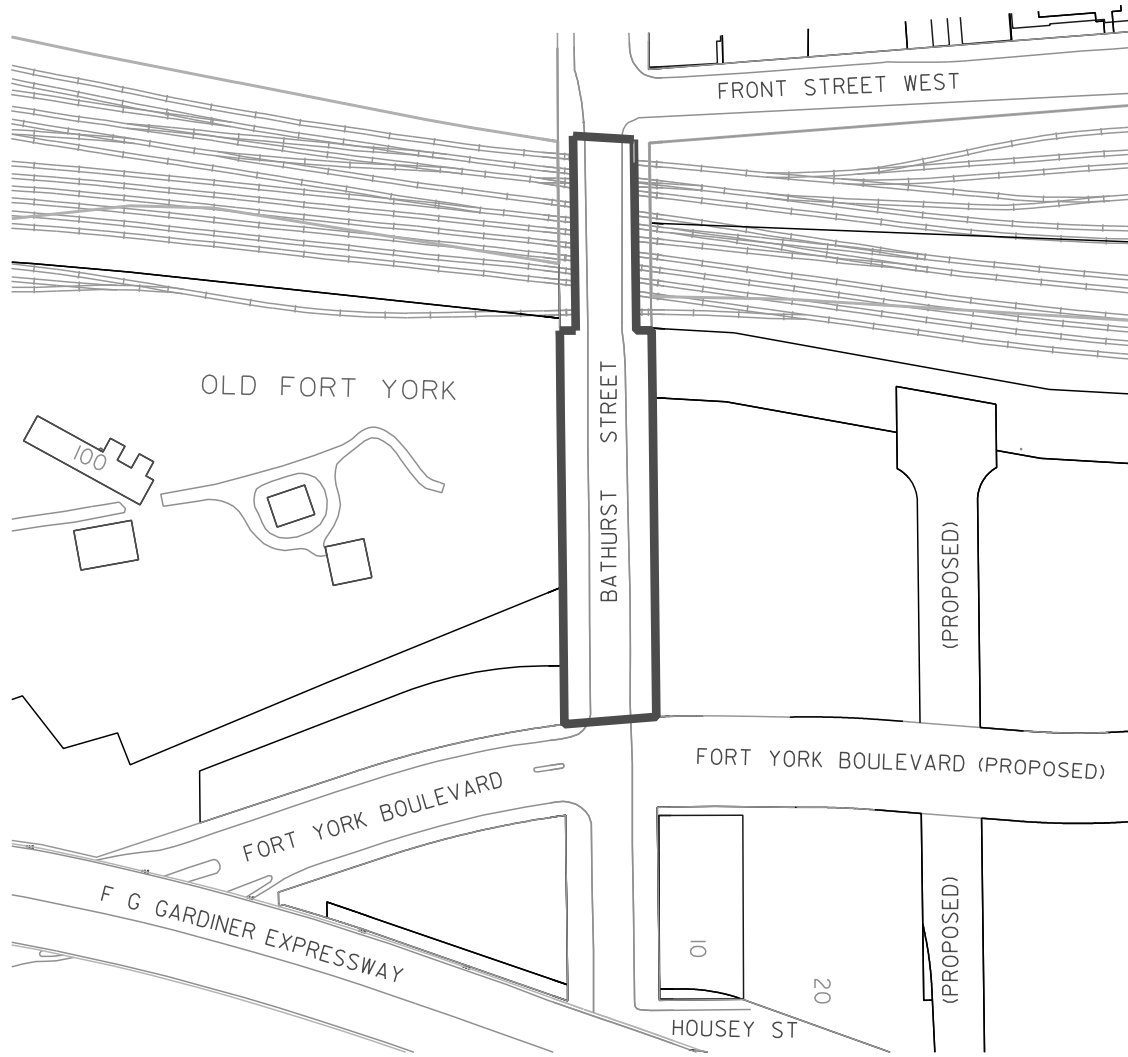 FRONT STREET WEST
OLD FORT YORK
100
BATHURST STREET
(PROPOSED)
FORT YORK BOULEVARD (PROPOSED)
FORT YORK BOULEVARD
F G GARDINER EXPRESSWAY
10
20
(PROPOSED)
HOUSEY ST